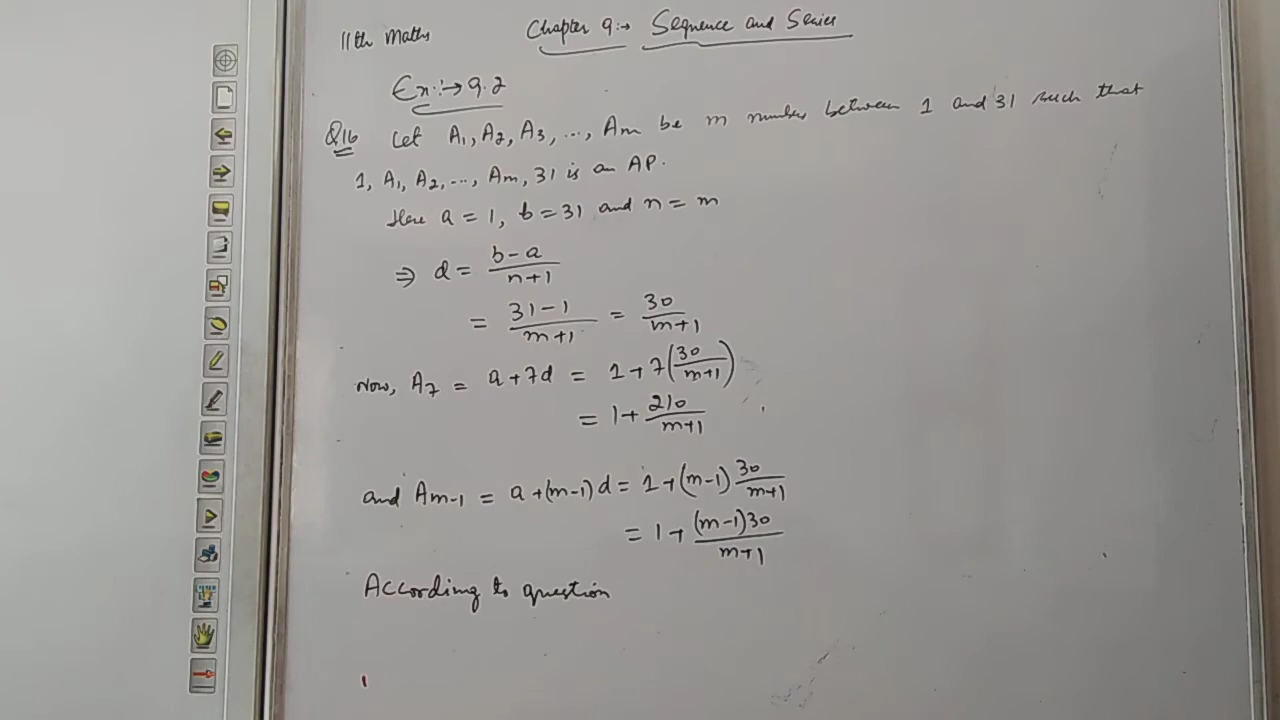 11th Maths
Chapter 9:→ Sequence and Series
Ex:→9.2
Q16 Let A₁, A₂, A₃, ..., Am be m numbers between 1 and 31 such that
1, A₁, A₂, ..., Am, 31 is an AP.
Here a = 1, b = 31 and n = m
⇒ d = (b-a)/(n+1)
= (31-1)/(m+1) = 30/(m+1)
Now, A₇ = a+7d = 1+7(30/(m+1))
= 1+ 210/(m+1)
and Am-1 = a+(m-1)d = 1+(m-1) 30/(m+1)
= 1+ (m-1)30/(m+1)
According to question